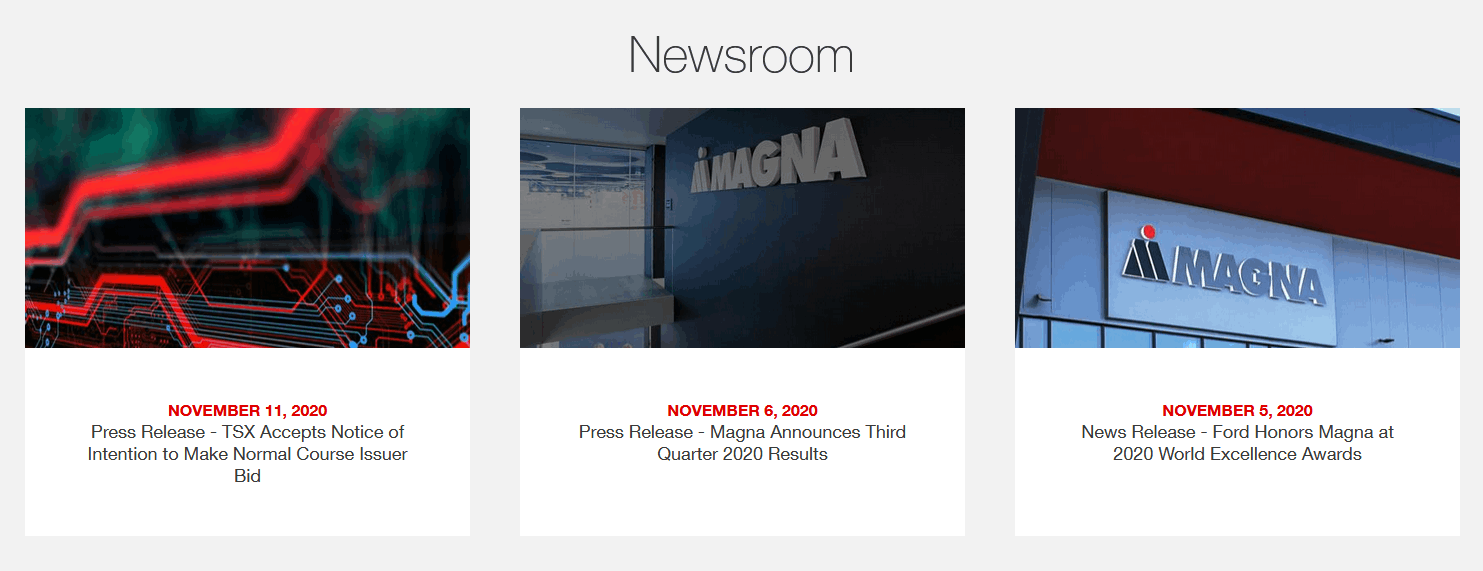 Newsroom
MAGNA
MAGNA
NOVEMBER 11, 2020
Press Release - TSX Accepts Notice of
Intention to Make Normal Course Issuer
Bid
NOVEMBER 6, 2020
Press Release - Magna Announces Third
Quarter 2020 Results
NOVEMBER 5, 2020
News Release - Ford Honors Magna at
2020 World Excellence Awards